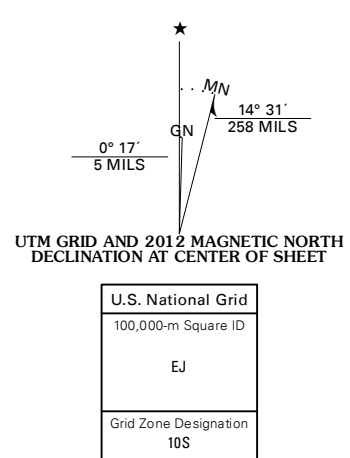 ★
MN
GN
14° 31´
258 MILS
0° 17´
5 MILS
UTM GRID AND 2012 MAGNETIC NORTH
DECLINATION AT CENTER OF SHEET
U.S. National Grid
100,000-m Square ID
EJ
Grid Zone Designation
10S